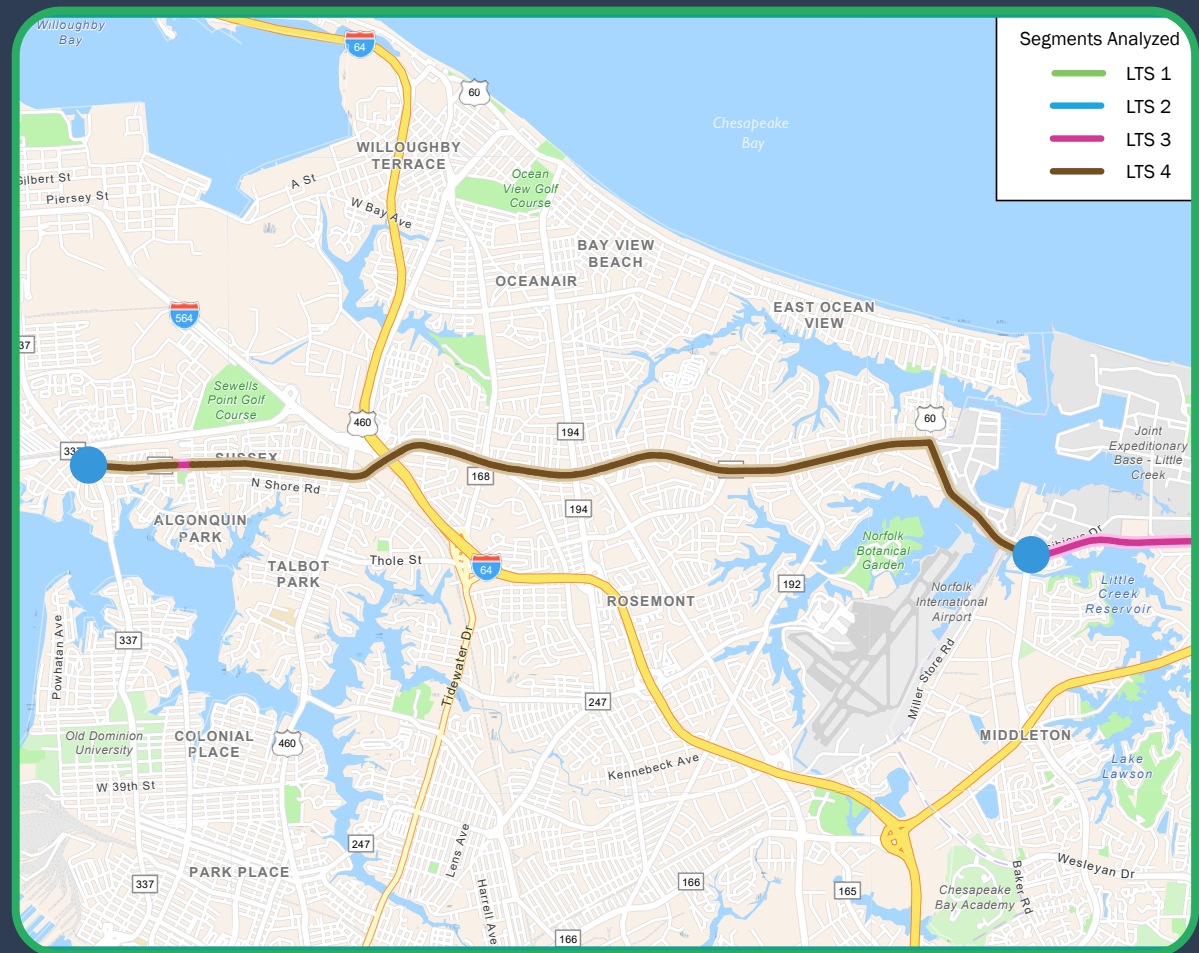 Willoughby
Bay
64
60
Segments Analyzed
LTS 1
LTS 2
LTS 3
LTS 4
Chesapeake
Bay
WILLOUGHBY
TERRACE
Ocean
View Golf
Course
Gilbert St
Piersey St
A St
W Bay Ave
BAY VIEW
BEACH
OCEANAIR
EAST OCEAN
VIEW
564
37
Sewells
Point Golf
Course
460
60
194
Joint
Expeditionary
Base - Little
Creek
337
SUSSEX
168
N Shore Rd
194
ALGONQUIN
PARK
Thole St
TALBOT
PARK
64
Norfolk
Botanical
Garden
192
Norfolk
International
Airport
Little
Creek
Reservoir
ROSEMONT
337
Powhatan Ave
Tidewater Dr
Miller Store Rd
247
Old Dominion
University
COLONIAL
PLACE
460
MIDDLETON
Lake
Lawson
Kennebeck Ave
W 39th St
247
Lens Ave
PARK PLACE
337
Harrell Ave
166
165
Chesapeake
Bay Academy
Baker Rd
Wesleyan Dr
166